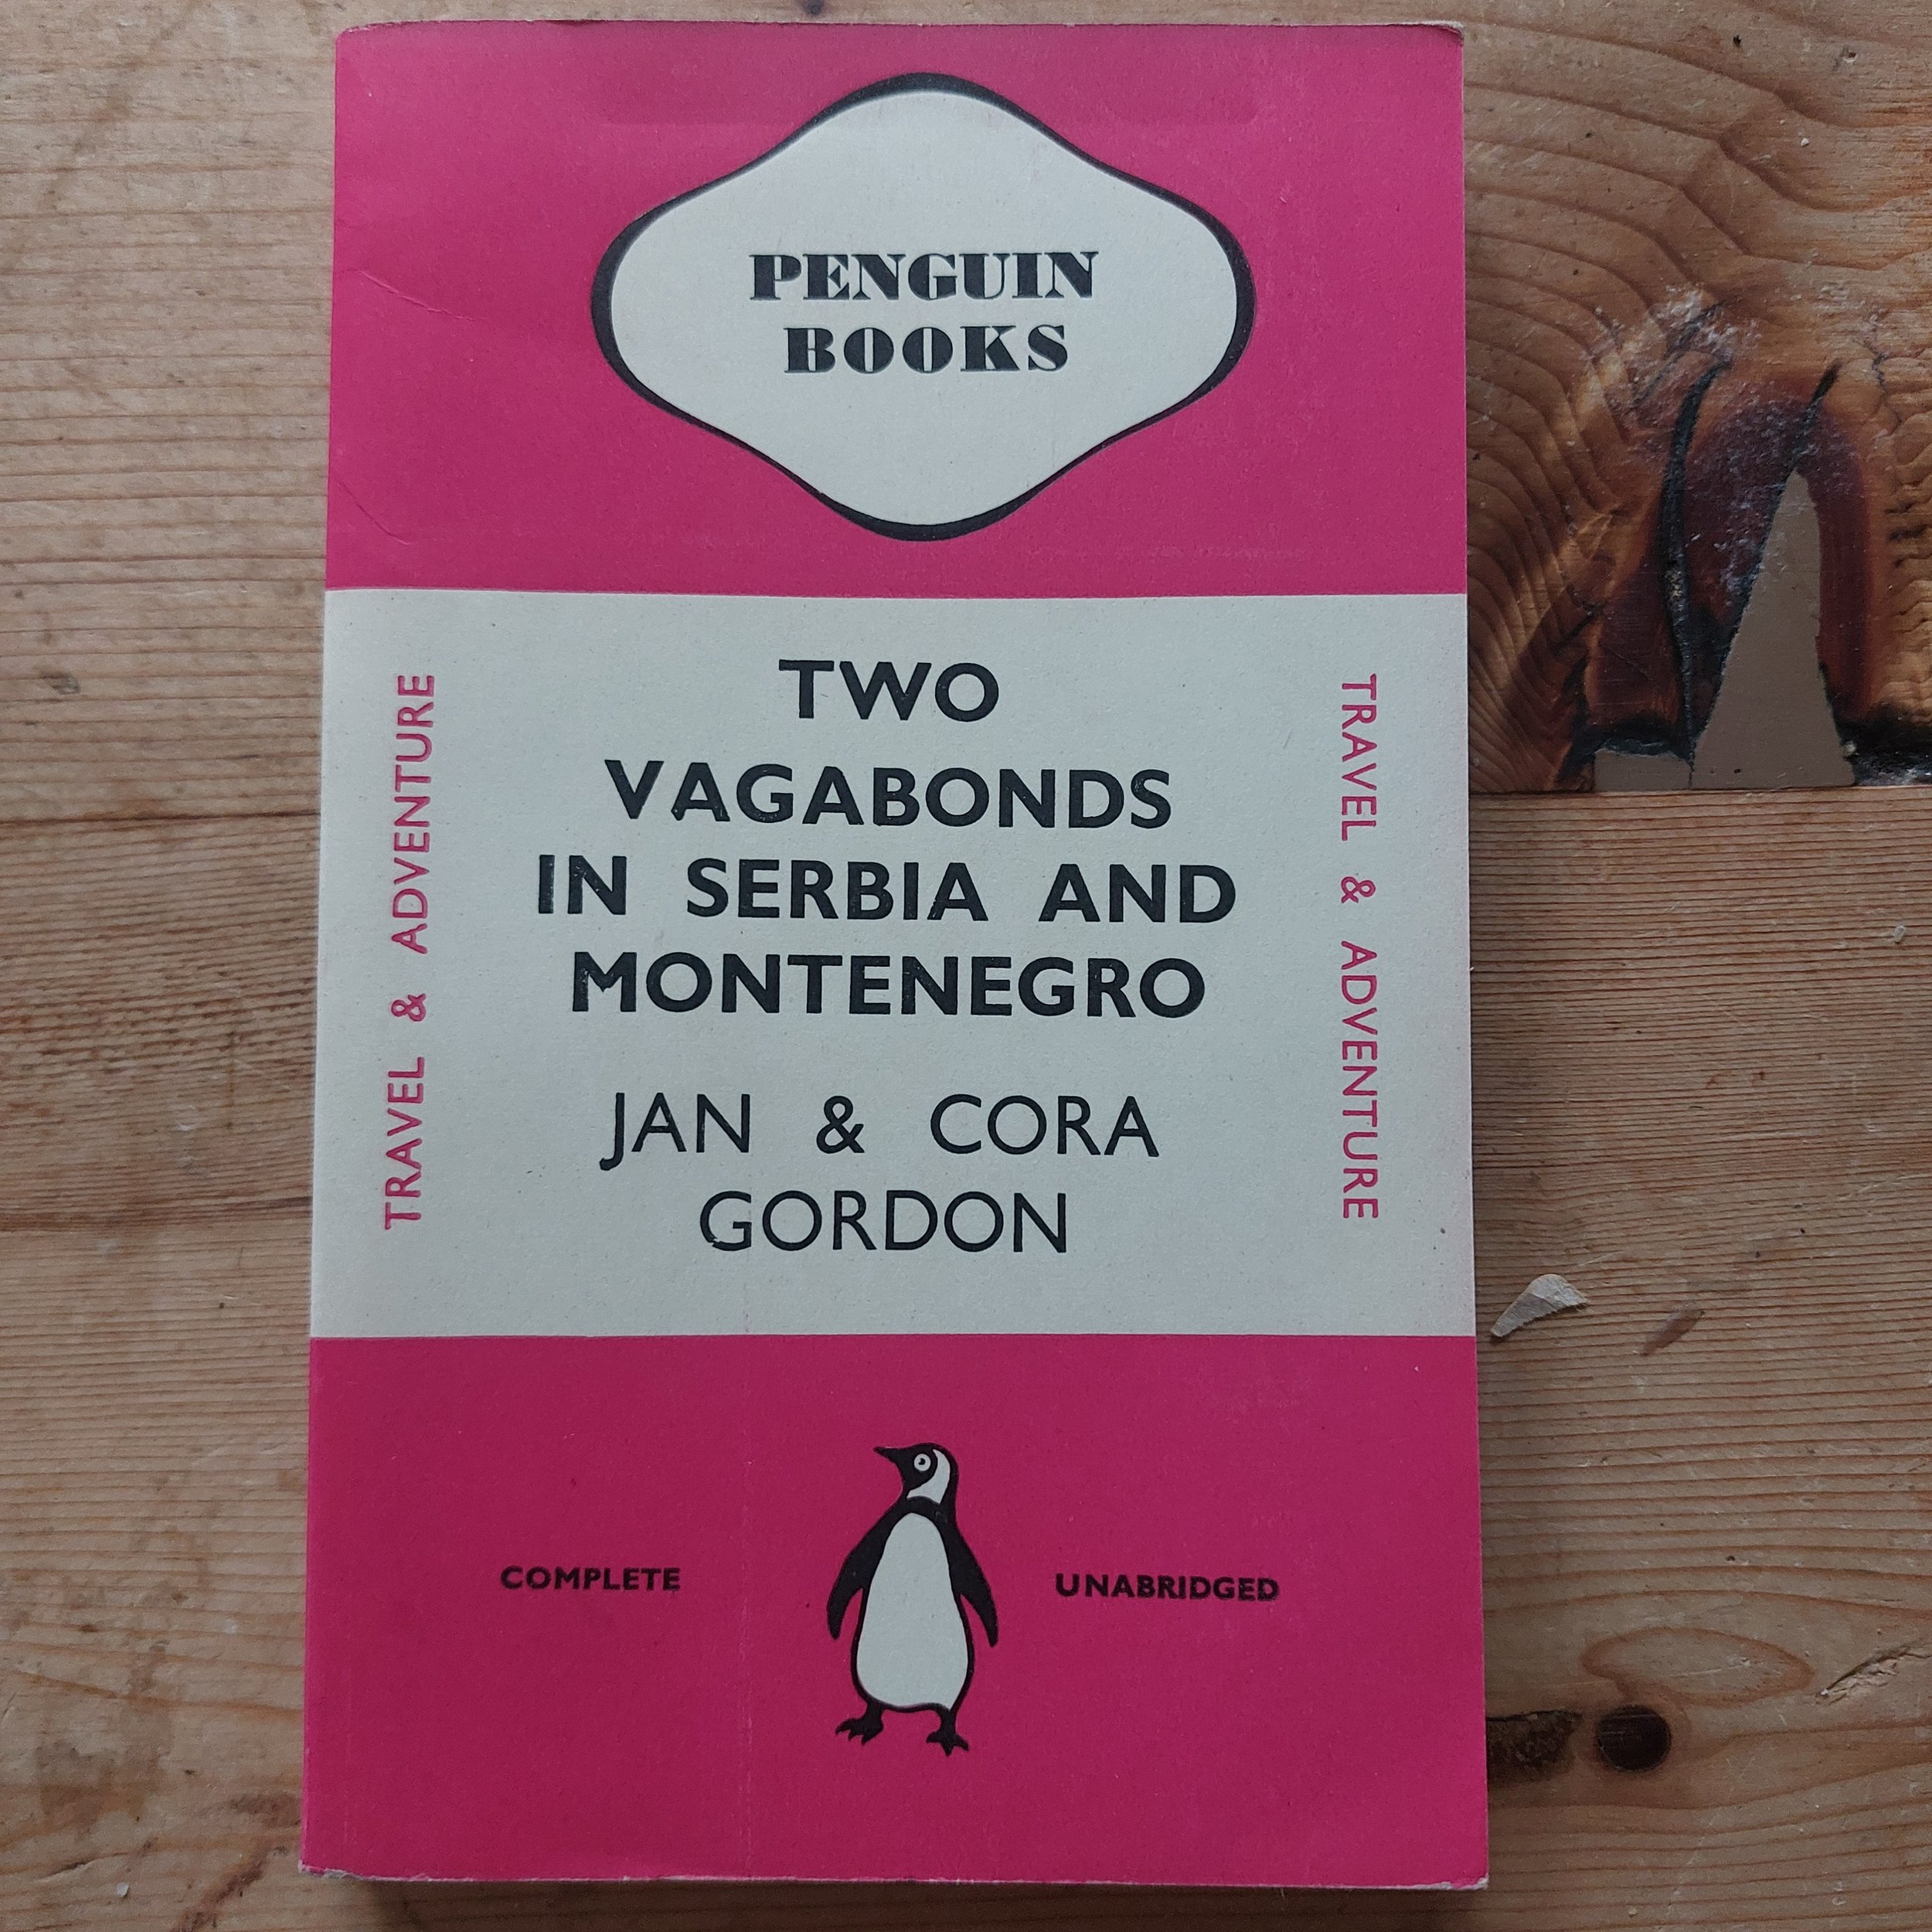 PENGUIN
BOOKS
TRAVEL & ADVENTURE
TWO
VAGABONDS
IN SERBIA AND
MONTENEGRO
JAN & CORA
GORDON
TRAVEL & ADVENTURE
COMPLETE
UNABRIDGED